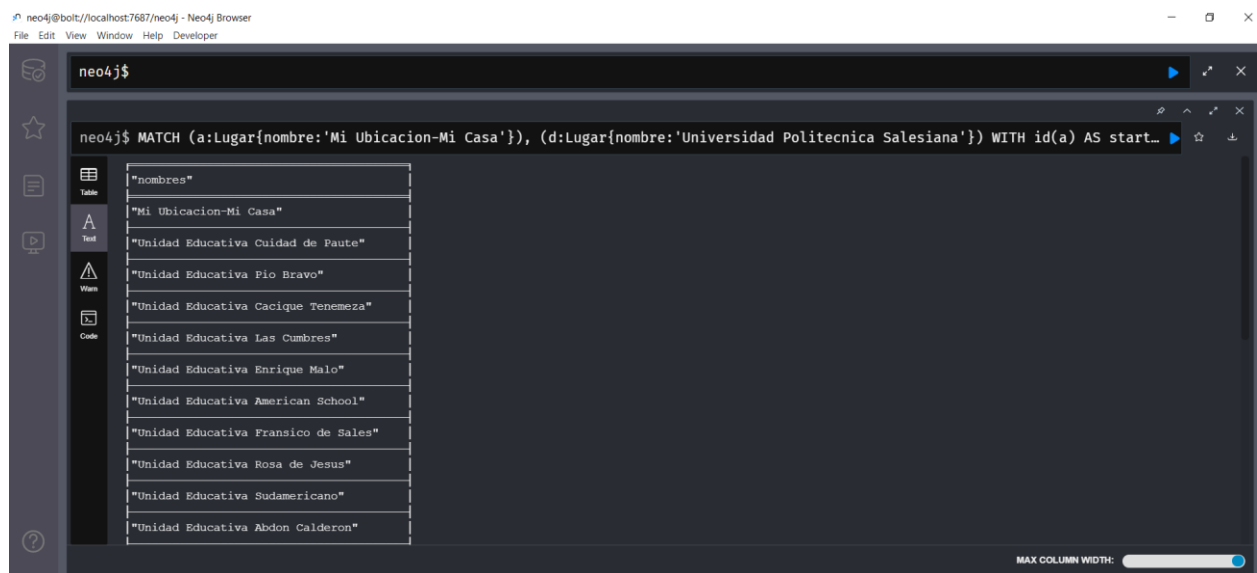 neo4j@bolt://localhost:7687/neo4j - Neo4j Browser
File Edit View Window Help Developer
neo4j$
neo4j$ MATCH (a:Lugar{nombre:'Mi Ubicacion-Mi Casa'}), (d:Lugar{nombre:'Universidad Politecnica Salesiana'}) WITH id(a) AS start…
Table
Text
Warn
Code
"nombres"
"Mi Ubicacion-Mi Casa"
"Unidad Educativa Cuidad de Paute"
"Unidad Educativa Pio Bravo"
"Unidad Educativa Cacique Tenemeza"
"Unidad Educativa Las Cumbres"
"Unidad Educativa Enrique Malo"
"Unidad Educativa American School"
"Unidad Educativa Fransico de Sales"
"Unidad Educativa Rosa de Jesus"
"Unidad Educativa Sudamericano"
"Unidad Educativa Abdon Calderon"
MAX COLUMN WIDTH: